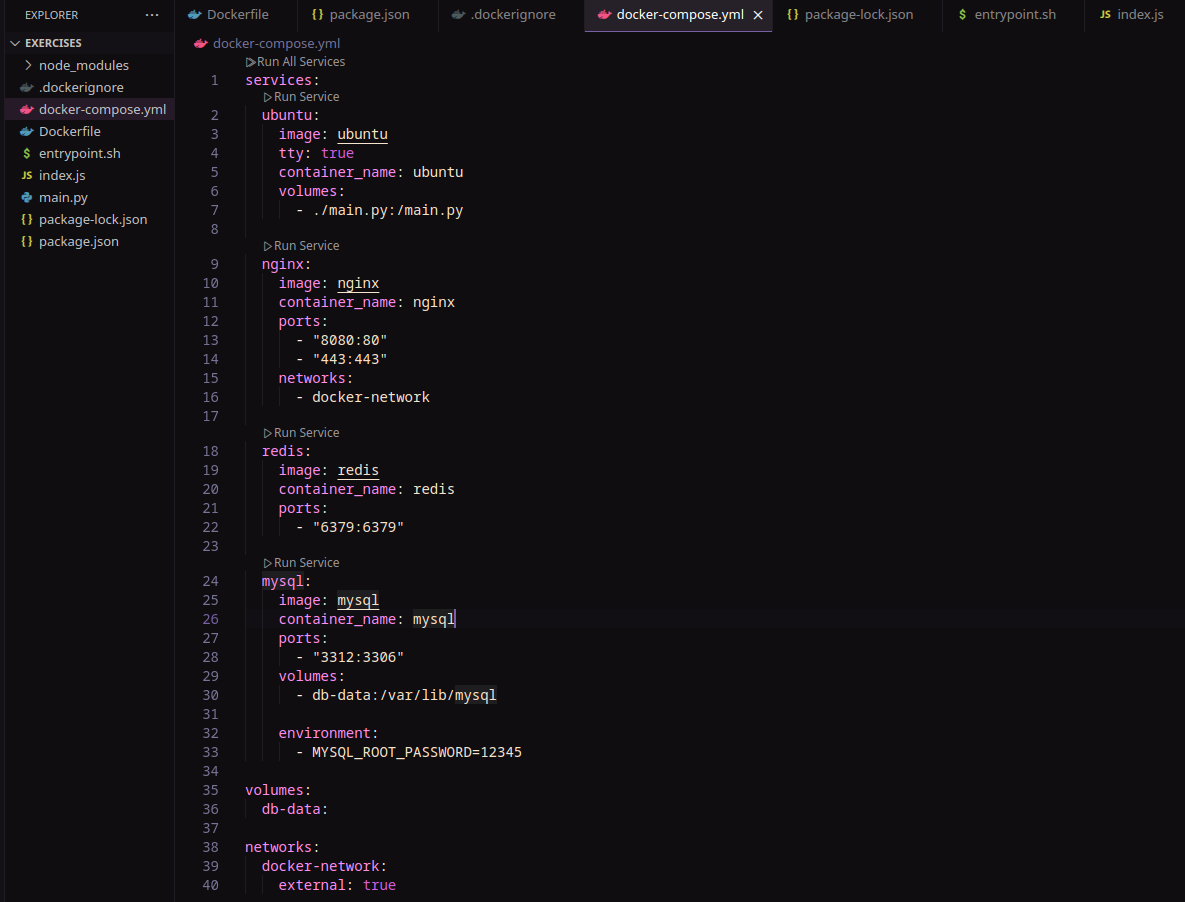 EXPLORER ···
EXERCISES
node_modules
.dockerignore
docker-compose.yml
Dockerfile
$ entrypoint.sh
JS index.js
main.py
{} package-lock.json
{} package.json
Dockerfile
{} package.json
.dockerignore
docker-compose.yml
{} package-lock.json
$ entrypoint.sh
JS index.js
docker-compose.yml
Run All Services
1 services:
Run Service
2   ubuntu:
3     image: ubuntu
4     tty: true
5     container_name: ubuntu
6     volumes:
7       - ./main.py:/main.py
8
Run Service
9   nginx:
10     image: nginx
11     container_name: nginx
12     ports:
13       - "8080:80"
14       - "443:443"
15     networks:
16       - docker-network
17
Run Service
18   redis:
19     image: redis
20     container_name: redis
21     ports:
22       - "6379:6379"
23
Run Service
24   mysql:
25     image: mysql
26     container_name: mysql
27     ports:
28       - "3312:3306"
29     volumes:
30       - db-data:/var/lib/mysql
31
32     environment:
33       - MYSQL_ROOT_PASSWORD=12345
34
35 volumes:
36   db-data:
37
38 networks:
39   docker-network:
40     external: true